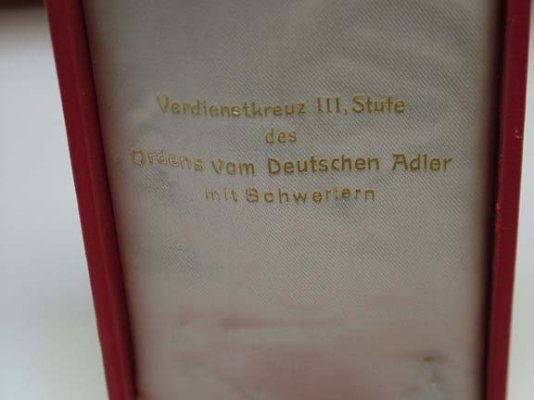 Verdienstkreuz III. Stufe
des
Ordens vom Deutschen Adler
mit Schwertern